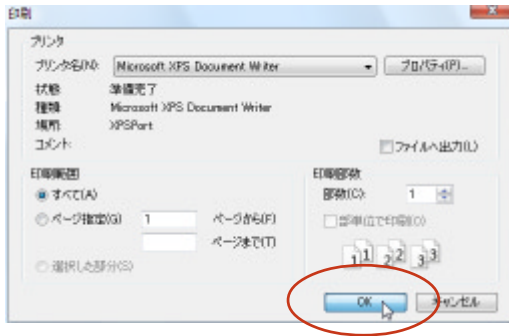 印刷
プリンタ
プリンタ名(N): Microsoft XPS Document Writer プロパティ(P)...
状態: 準備完了
種類: Microsoft XPS Document Writer
場所: XPSPort
コメント: ファイルへ出力(L)
印刷範囲 印刷部数
すべて(A) 部数(C): 1
ページ指定(G) 1 ページから(F) 部単位で印刷(O)
ページまで(T)
選択した部分(S) 1 1 2 2 3 3
OK キャンセル